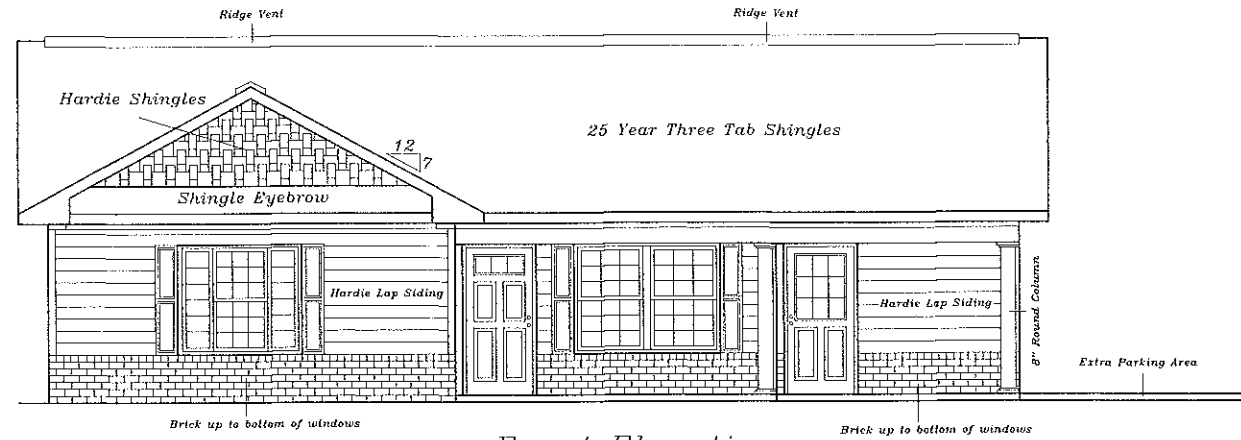 Ridge Vent
Ridge Vent
Hardie Shingles
25 Year Three Tab Shingles
12
7
Shingle Eyebrow
Hardie Lap Siding
Hardie Lap Siding
8" Round Column
Extra Parking Area
Brick up to bottom of windows
Brick up to bottom of windows